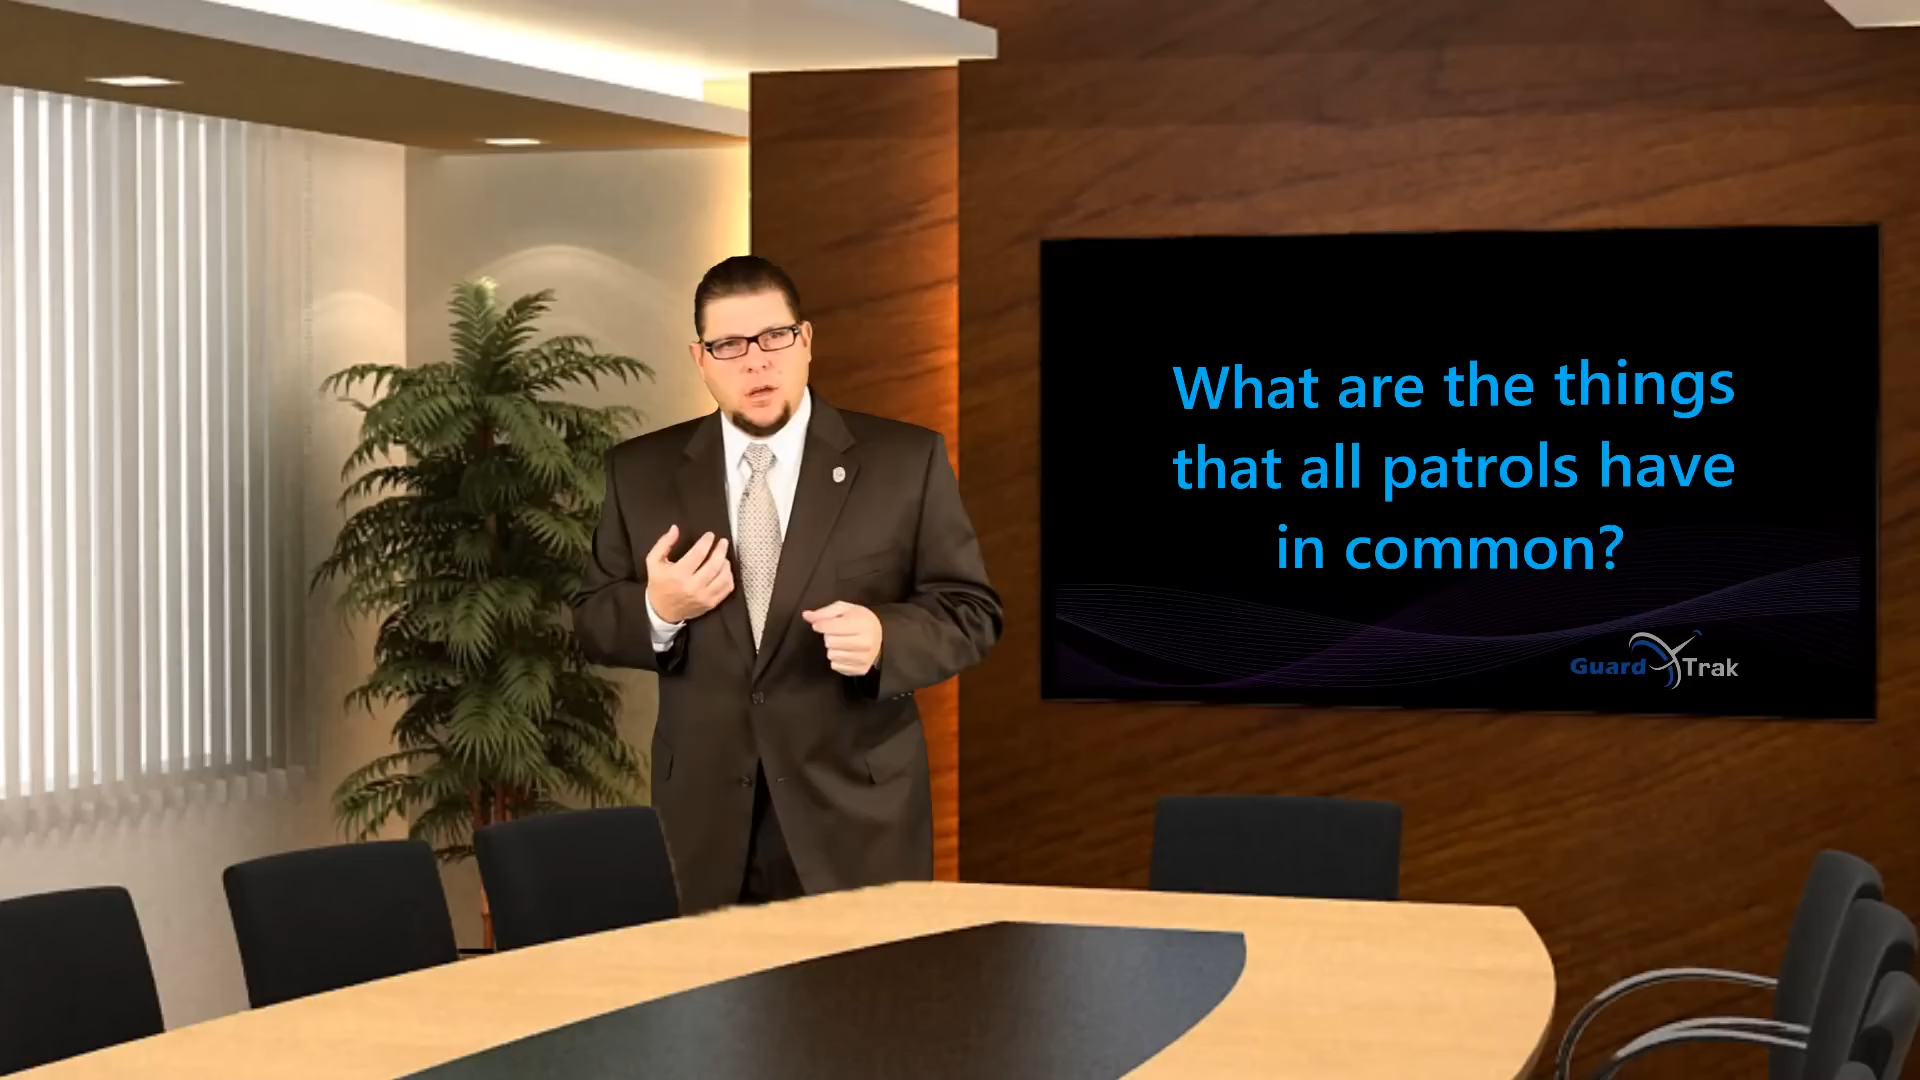 What are the things
that all patrols have
in common?
Guard Trak